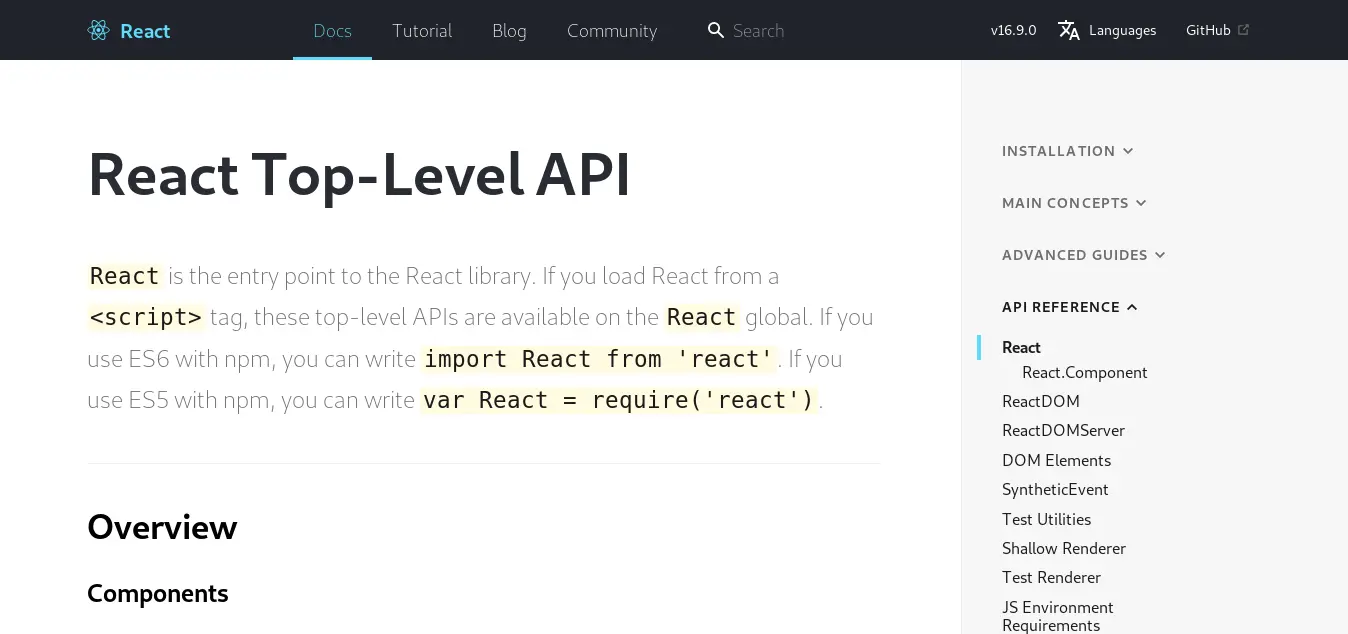 React
Docs
Tutorial
Blog
Community
Search
v16.9.0
Languages
GitHub
React Top-Level API
React is the entry point to the React library. If you load React from a
<script> tag, these top-level APIs are available on the React global. If you
use ES6 with npm, you can write import React from 'react'. If you
use ES5 with npm, you can write var React = require('react').
Overview
Components
INSTALLATION
MAIN CONCEPTS
ADVANCED GUIDES
API REFERENCE
React
React.Component
ReactDOM
ReactDOMServer
DOM Elements
SyntheticEvent
Test Utilities
Shallow Renderer
Test Renderer
JS Environment
Requirements